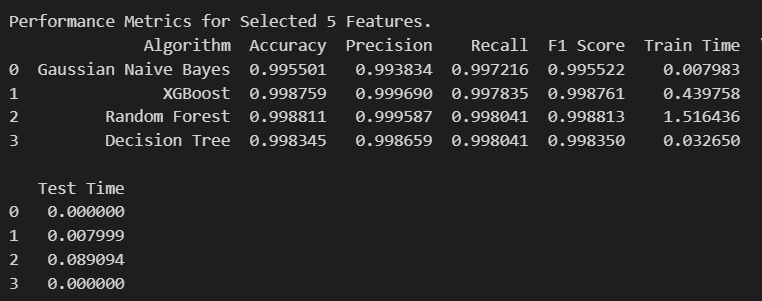 Performance Metrics for Selected 5 Features.
Algorithm Accuracy Precision Recall F1 Score Train Time
0 Gaussian Naive Bayes 0.995501 0.993834 0.997216 0.995522 0.007983
1 XGBoost 0.998759 0.999690 0.997835 0.998761 0.439758
2 Random Forest 0.998811 0.999587 0.998041 0.998813 1.516436
3 Decision Tree 0.998345 0.998659 0.998041 0.998350 0.032650
Test Time
0 0.000000
1 0.007999
2 0.089094
3 0.000000